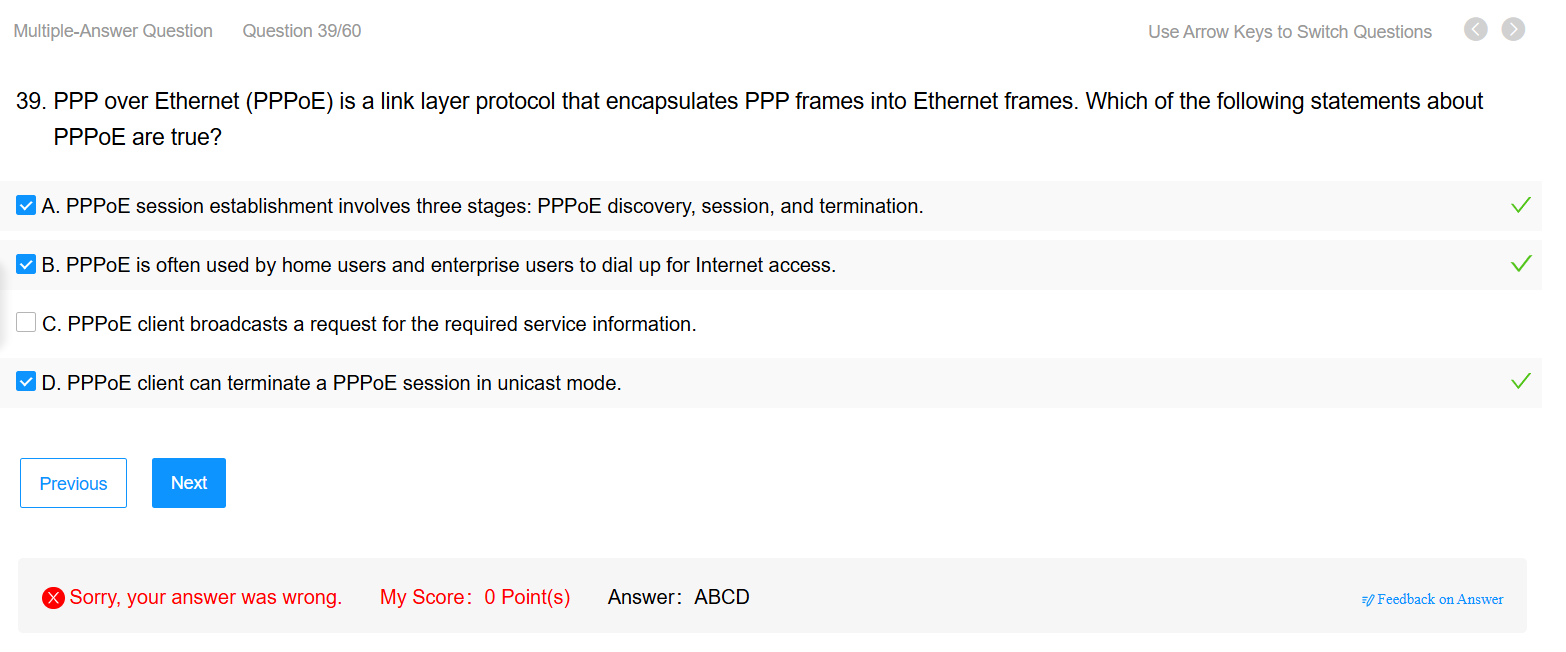 Multiple-Answer Question Question 39/60 Use Arrow Keys to Switch Questions
39. PPP over Ethernet (PPPoE) is a link layer protocol that encapsulates PPP frames into Ethernet frames. Which of the following statements about
PPPoE are true?
A. PPPoE session establishment involves three stages: PPPoE discovery, session, and termination.
B. PPPoE is often used by home users and enterprise users to dial up for Internet access.
C. PPPoE client broadcasts a request for the required service information.
D. PPPoE client can terminate a PPPoE session in unicast mode.
Previous Next
Sorry, your answer was wrong. My Score: 0 Point(s) Answer: ABCD Feedback on Answer